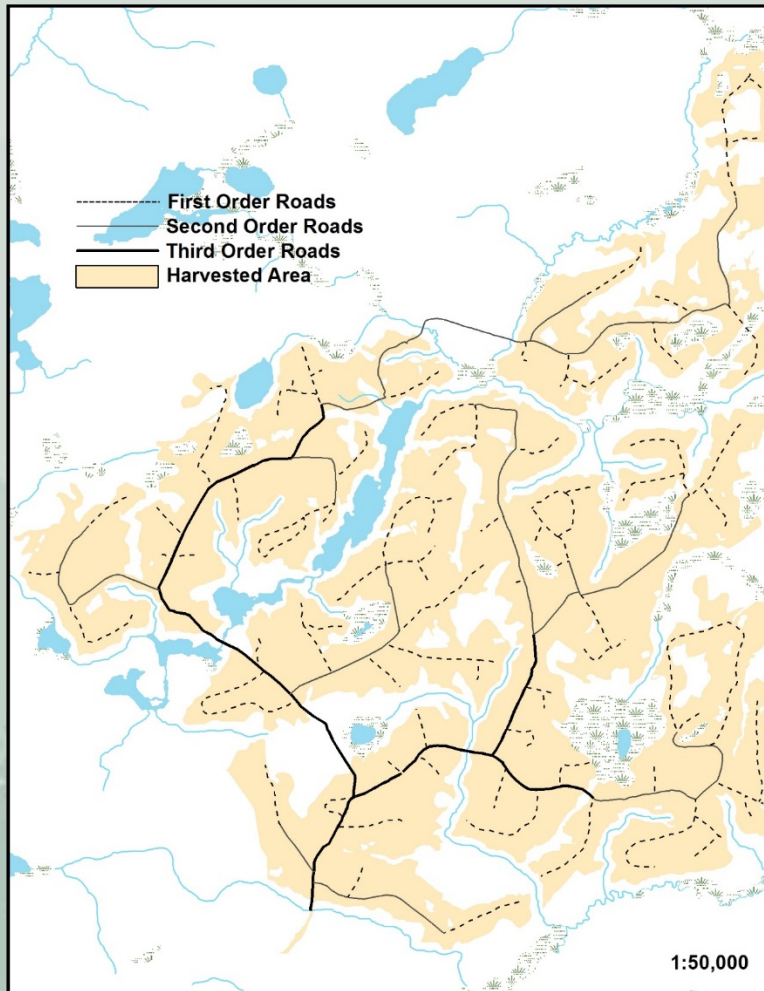 First Order Roads
Second Order Roads
Third Order Roads
Harvested Area
1:50,000